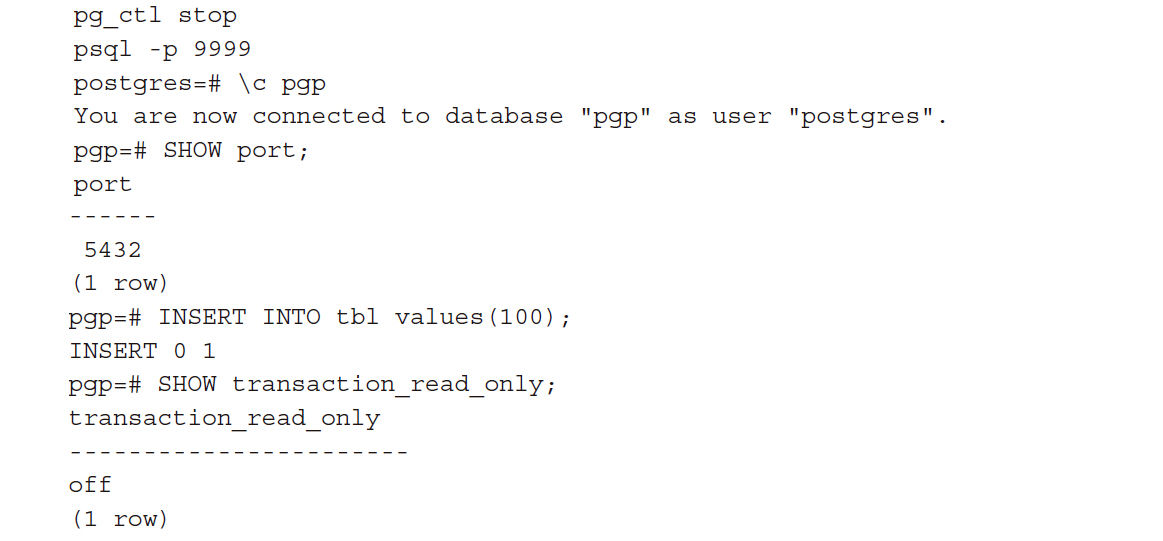 pg_ctl stop
psql -p 9999
postgres=# \c pgp
You are now connected to database "pgp" as user "postgres".
pgp=# SHOW port;
port
------
5432
(1 row)
pgp=# INSERT INTO tbl values(100);
INSERT 0 1
pgp=# SHOW transaction_read_only;
transaction_read_only
-----------------------
off
(1 row)